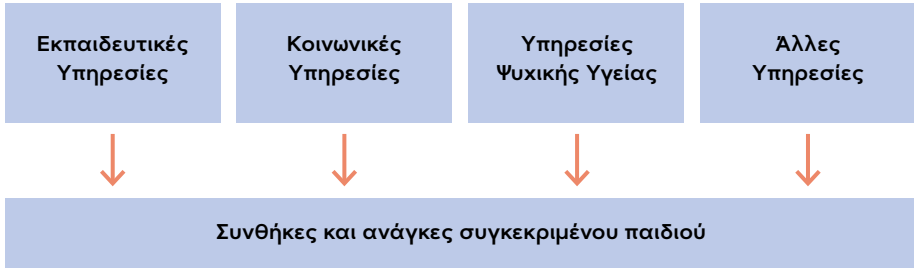 Εκπαιδευτικές
Υπηρεσίες
Κοινωνικές
Υπηρεσίες
Υπηρεσίες
Ψυχικής Υγείας
Άλλες
Υπηρεσίες
Συνθήκες και ανάγκες συγκεκριμένου παιδιού